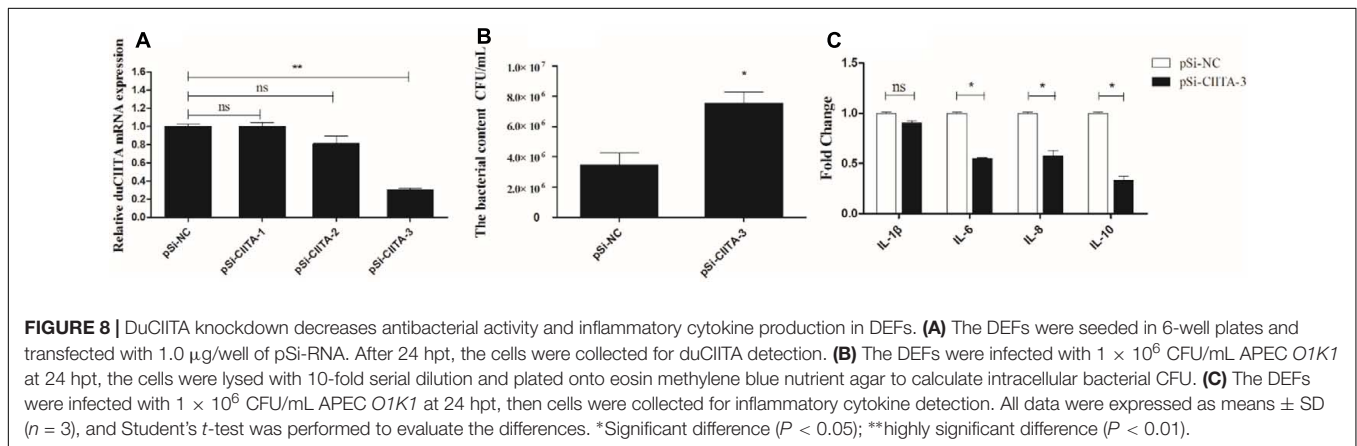 A
Relative duCIITA mRNA expression
1.6
1.4
1.2
1.0
0.8
0.6
0.4
0.2
0.0
**
ns
ns
pSi-NC
pSi-CIITA-1
pSi-CIITA-2
pSi-CIITA-3
B
The bacterial content CFU/mL
1.0× 10⁷
8.0× 10⁶
6.0× 10⁶
4.0× 10⁶
2.0× 10⁶
0
*
pSi-NC
pSi-CIITA-3
C
Fold Change
1.5
1.0
0.5
0.0
ns
*
*
*
IL-1β
IL-6
IL-8
IL-10
pSi-NC
pSi-CIITA-3
FIGURE 8 | DuCIITA knockdown decreases antibacterial activity and inflammatory cytokine production in DEFs. (A) The DEFs were seeded in 6-well plates and
transfected with 1.0 μg/well of pSi-RNA. After 24 hpt, the cells were collected for duCIITA detection. (B) The DEFs were infected with 1 × 10⁶ CFU/mL APEC O1K1
at 24 hpt, the cells were lysed with 10-fold serial dilution and plated onto eosin methylene blue nutrient agar to calculate intracellular bacterial CFU. (C) The DEFs
were infected with 1 × 10⁶ CFU/mL APEC O1K1 at 24 hpt, then cells were collected for inflammatory cytokine detection. All data were expressed as means ± SD
(n = 3), and Student's t-test was performed to evaluate the differences. *Significant difference (P < 0.05); **highly significant difference (P < 0.01).